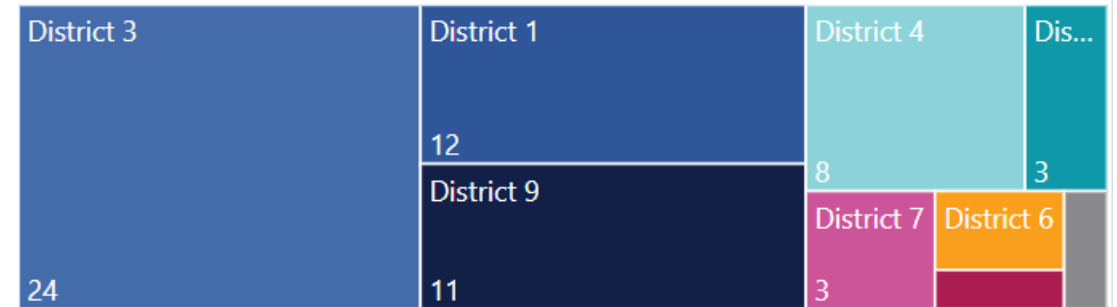 District 3
24
District 1
12
District 9
11
District 4
8
Dis...
3
District 7
3
District 6